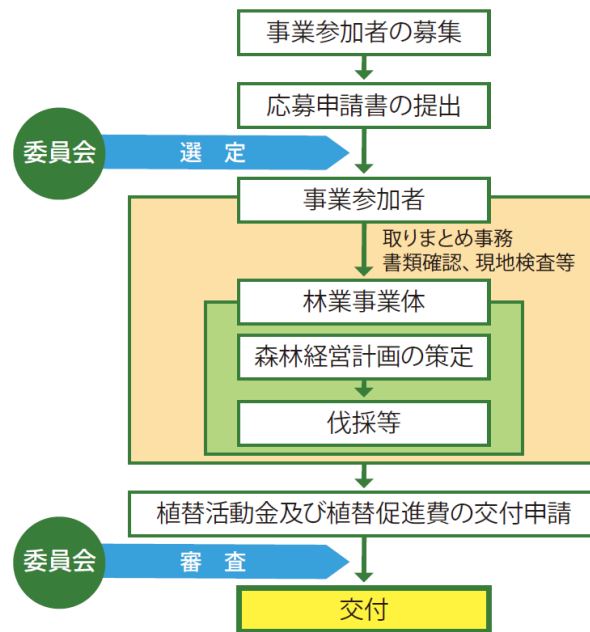 事業参加者の募集
応募申請書の提出
委員会
選 定
事業参加者
取りまとめ事務
書類確認、現地検査等
林業事業体
森林経営計画の策定
伐採等
植替活動金及び植替促進費の交付申請
委員会
審 査
交付